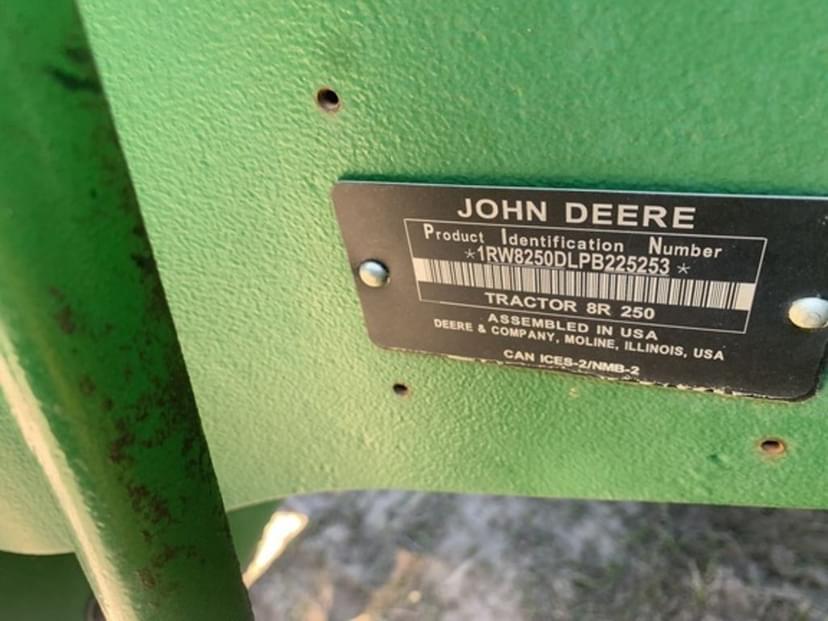 JOHN DEERE
Product Identification Number
*1RW8250DLPB225253*
TRACTOR 8R 250
ASSEMBLED IN USA
DEERE & COMPANY, MOLINE, ILLINOIS, USA
CAN ICES-2/NMB-2